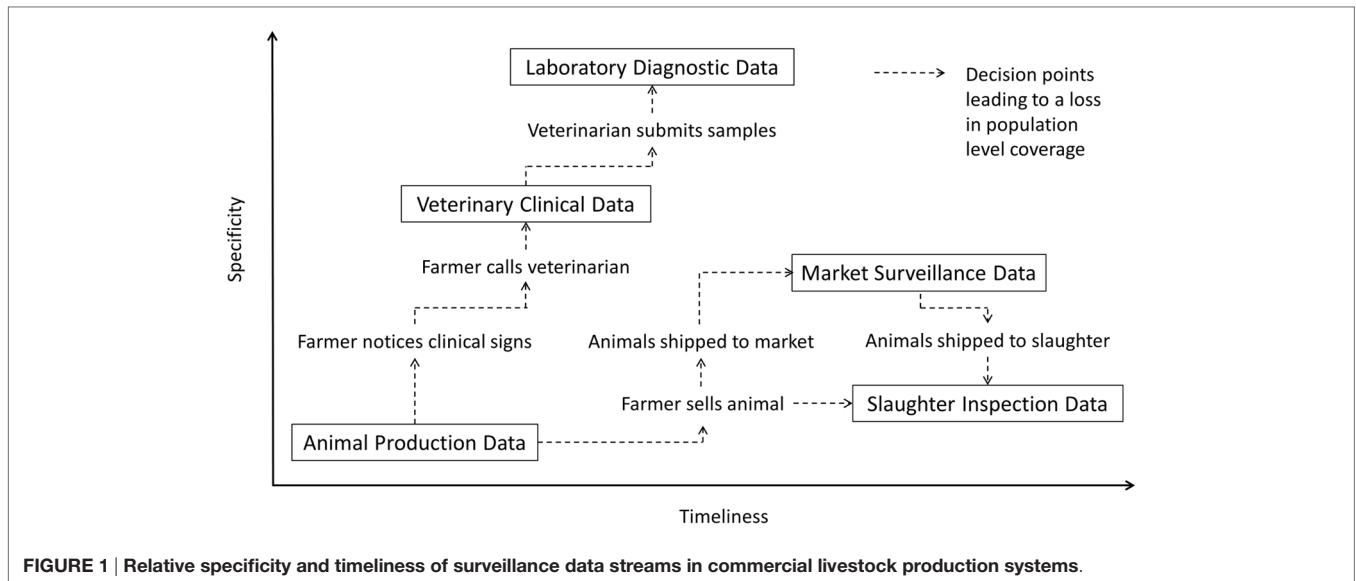 Laboratory Diagnostic Data
Decision points
leading to a loss
in population
level coverage
Veterinarian submits samples
Veterinary Clinical Data
Specificity
Farmer calls veterinarian
Market Surveillance Data
Farmer notices clinical signs
Animals shipped to market
Animals shipped to slaughter
Farmer sells animal
Slaughter Inspection Data
Animal Production Data
Timeliness
FIGURE 1 | Relative specificity and timeliness of surveillance data streams in commercial livestock production systems.